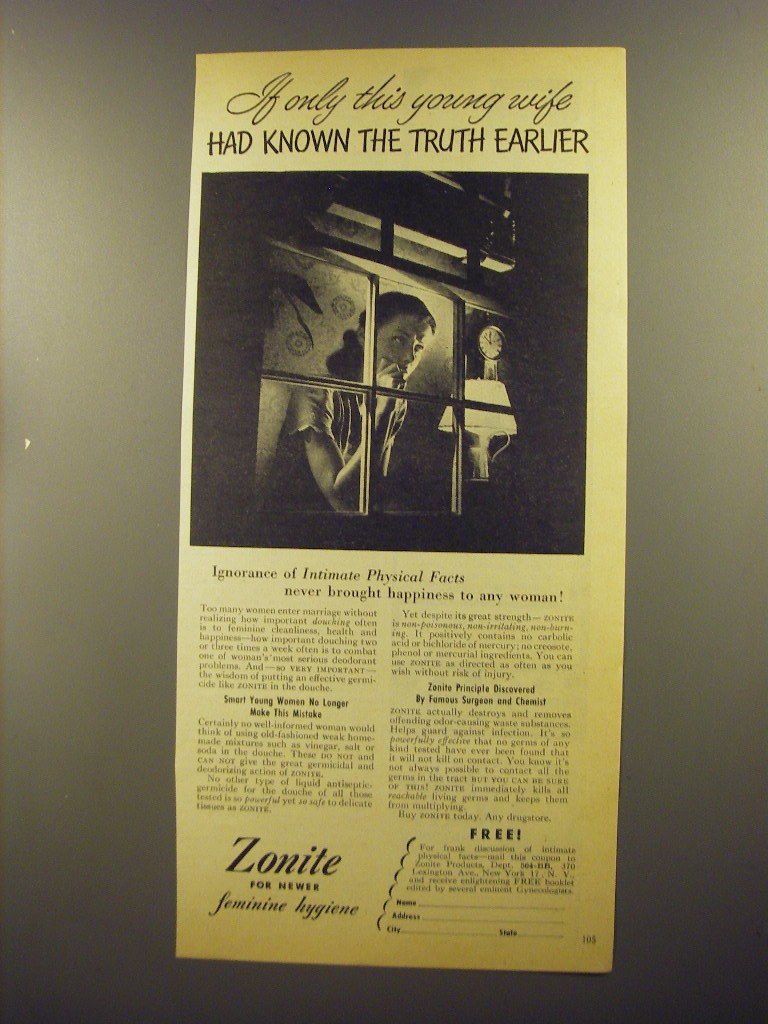 If only this young wife
HAD KNOWN THE TRUTH EARLIER
Ignorance of Intimate Physical Facts
never brought happiness to any woman!
Too many women enter marriage without
realizing how important douching often
is to feminine cleanliness, health and
happiness—how important douching two
or three times a week often is to combat
one of woman's most serious deodorant
problems. And—SO VERY IMPORTANT—
the wisdom of putting an effective germi-
cide like ZONITE in the douche.
Smart Young Women No Longer
Make This Mistake
Certainly no well-informed woman would
think of using old-fashioned weak home-
made mixtures such as vinegar, salt or
soda in the douche. These DO NOT and
CAN NOT give the great germicidal and
deodorizing action of ZONITE.
No other type of liquid antiseptic-
germicide for the douche of all those
tested is so powerful yet so safe to delicate
tissues as ZONITE.
Yet despite its great strength—ZONITE
is non-poisonous, non-irritating, non-burn-
ing. It positively contains no carbolic
acid or bichloride of mercury; no creosote,
phenol or mercurial ingredients. You can
use ZONITE as directed as often as you
wish without risk of injury.
Zonite Principle Discovered
By Famous Surgeon and Chemist
ZONITE actually destroys and removes
offending odor-causing waste substances.
Helps guard against infection. It's so
powerfully effective that no germs of any
kind tested have ever been found that
it will not kill on contact. You know it's
not always possible to contact all the
germs in the tract BUT YOU CAN BE SURE
OF THIS! ZONITE immediately kills all
reachable living germs and keeps them
from multiplying.
Buy ZONITE today. Any drugstore.
Zonite
FOR NEWER
feminine hygiene
FREE!
For frank discussion of intimate
physical facts—mail this coupon to
Zonite Products, Dept. 504-BB, 370
Lexington Ave., New York 17, N. Y.,
and receive enlightening FREE booklet
edited by several eminent Gynecologists.
Name
Address
City State
105